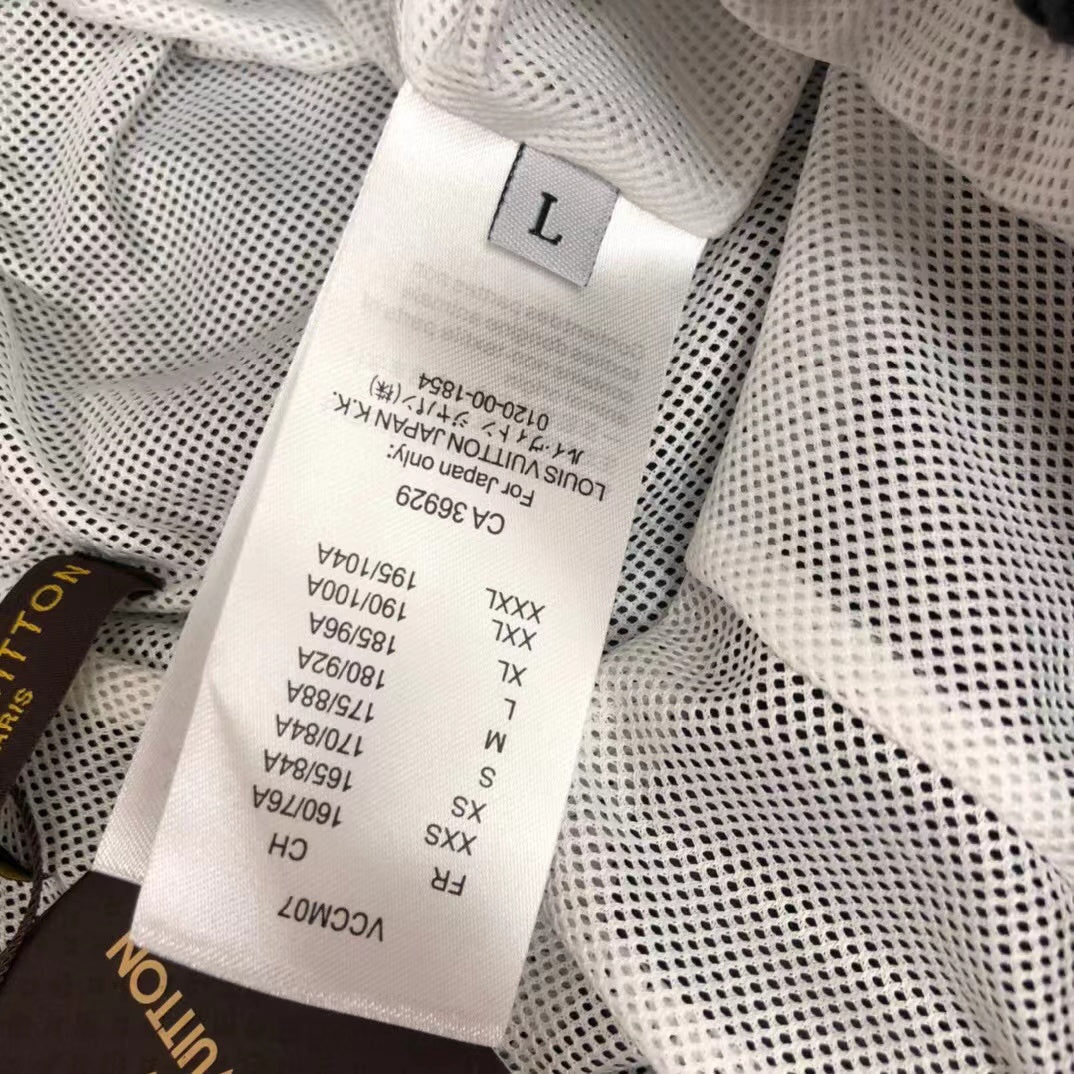 L
VCCM07
FR CH
XXS 160/76A
XS 165/84A
S 170/84A
M 175/88A
L 180/92A
XL 185/96A
XXL 190/100A
XXXL 195/104A
CA 36929
For Japan only:
LOUIS VUITTON JAPAN K.K.
ルイ・ヴィトン ジャパン(株)
0120-00-1854
UITTON